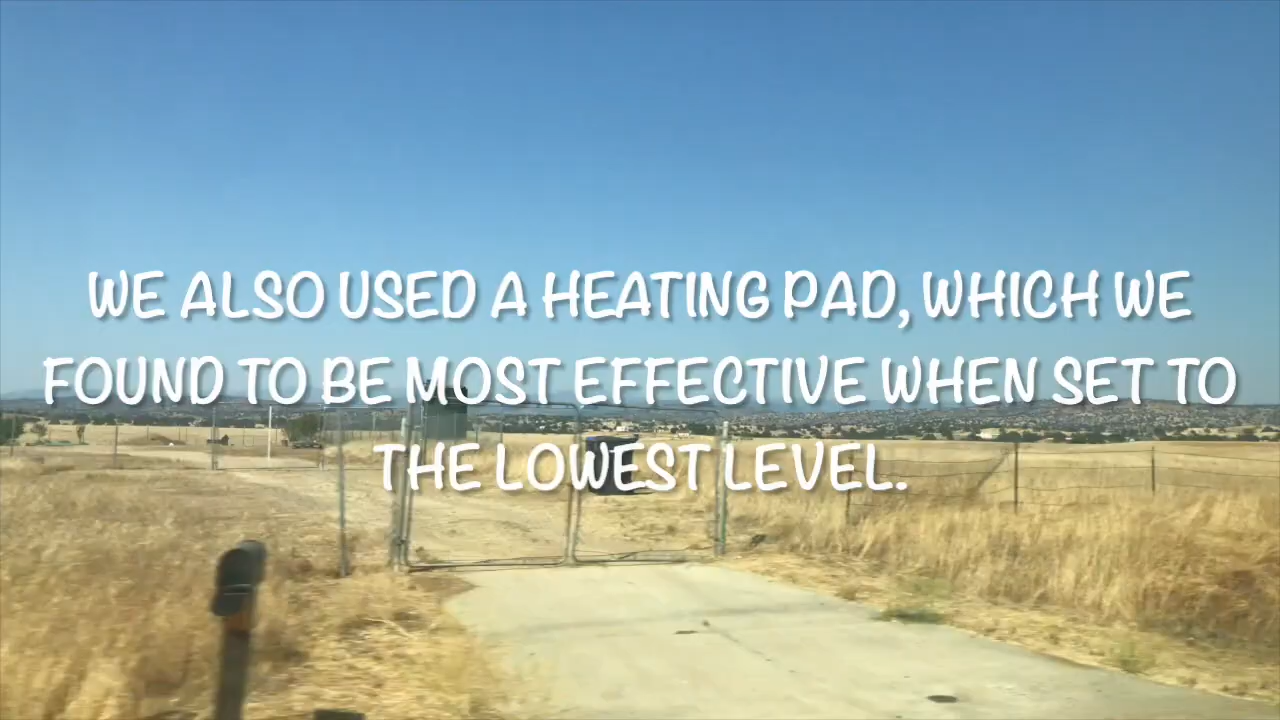 WE ALSO USED A HEATING PAD, WHICH WE
FOUND TO BE MOST EFFECTIVE WHEN SET TO
THE LOWEST LEVEL.